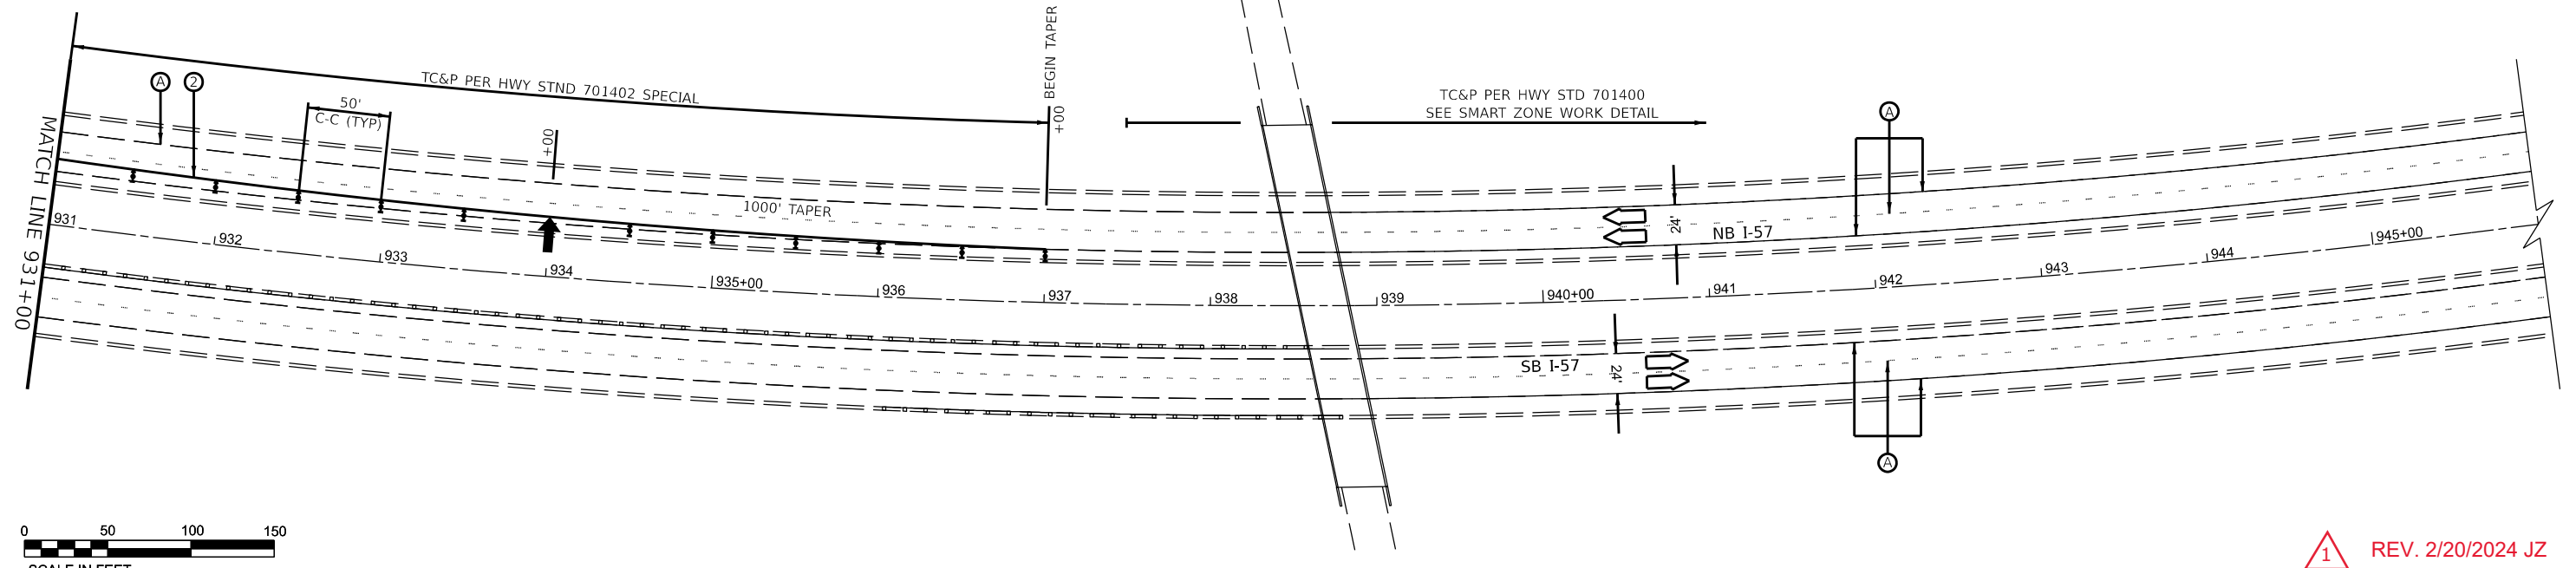 BEGIN TAPER
+00
TC&P PER HWY STND 701402 SPECIAL
TC&P PER HWY STD 701400
SEE SMART ZONE WORK DETAIL
A
2
50'
C-C (TYP)
+00
A
MATCH LINE 931+00
1000' TAPER
24'
NB I-57
931
932
933
934
935+00
936
937
938
939
940+00
941
942
943
944
945+00
SB I-57
24'
A
0 50 100 150
SCALE IN FEET
1
REV. 2/20/2024 JZ